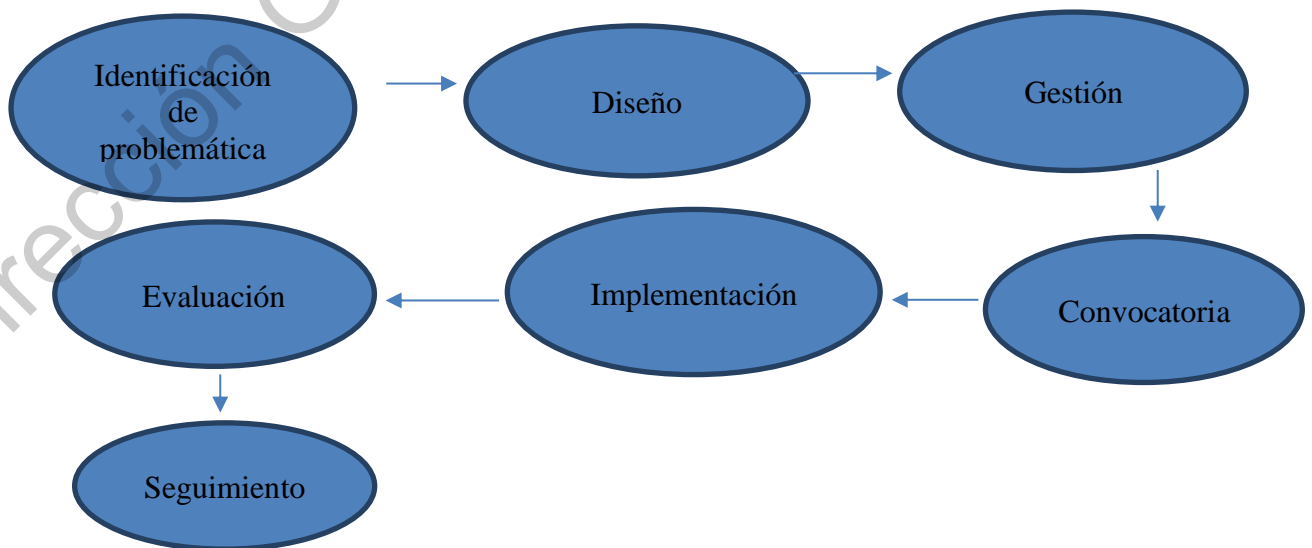 Identificación
de
problemática
Diseño
Gestión
Convocatoria
Implementación
Evaluación
Seguimiento